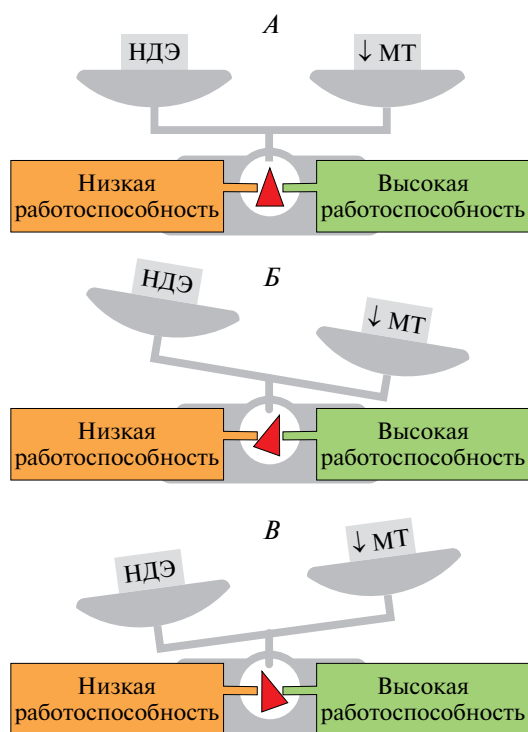 А
НДЭ
↓ МТ
Низкая
работоспособность
Высокая
работоспособность
Б
НДЭ
↓ МТ
Низкая
работоспособность
Высокая
работоспособность
В
НДЭ
↓ МТ
Низкая
работоспособность
Высокая
работоспособность